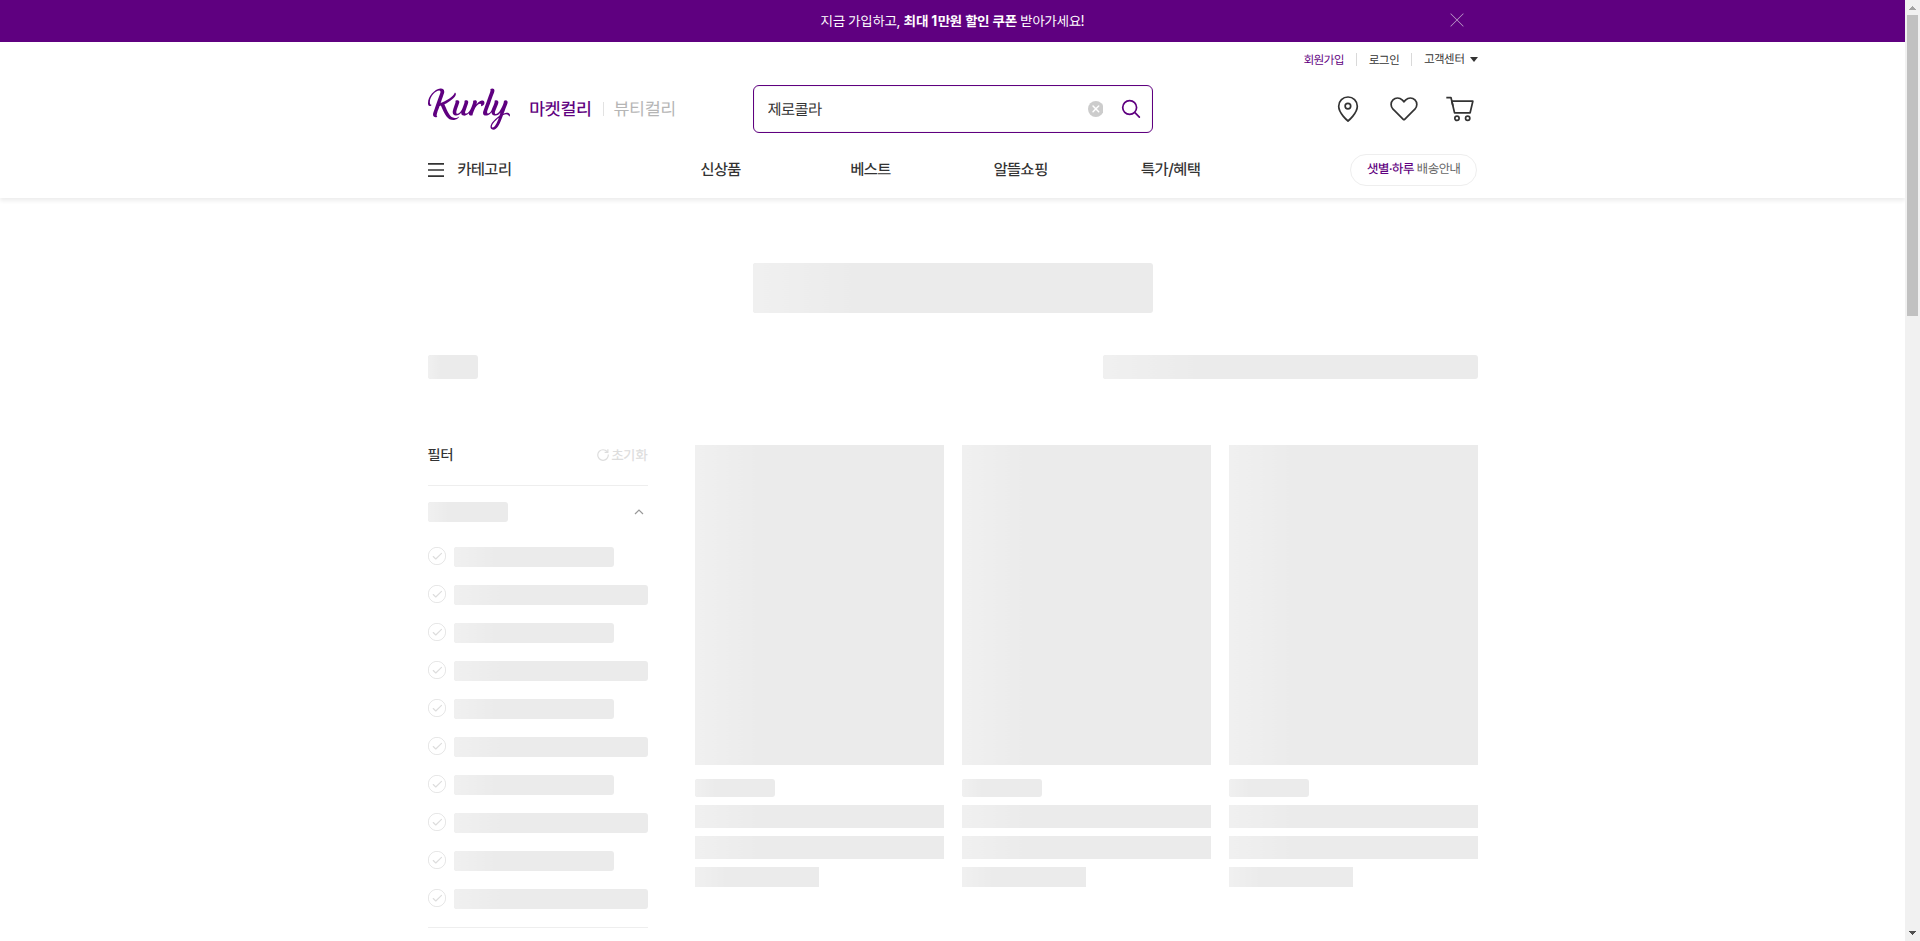 지금 가입하고, 최대 1만원 할인 쿠폰 받아가세요!
회원가입
로그인
고객센터
Kurly
마켓컬리
뷰티컬리
제로콜라
카테고리
신상품
베스트
알뜰쇼핑
특가/혜택
샛별·하루 배송안내
필터
초기화